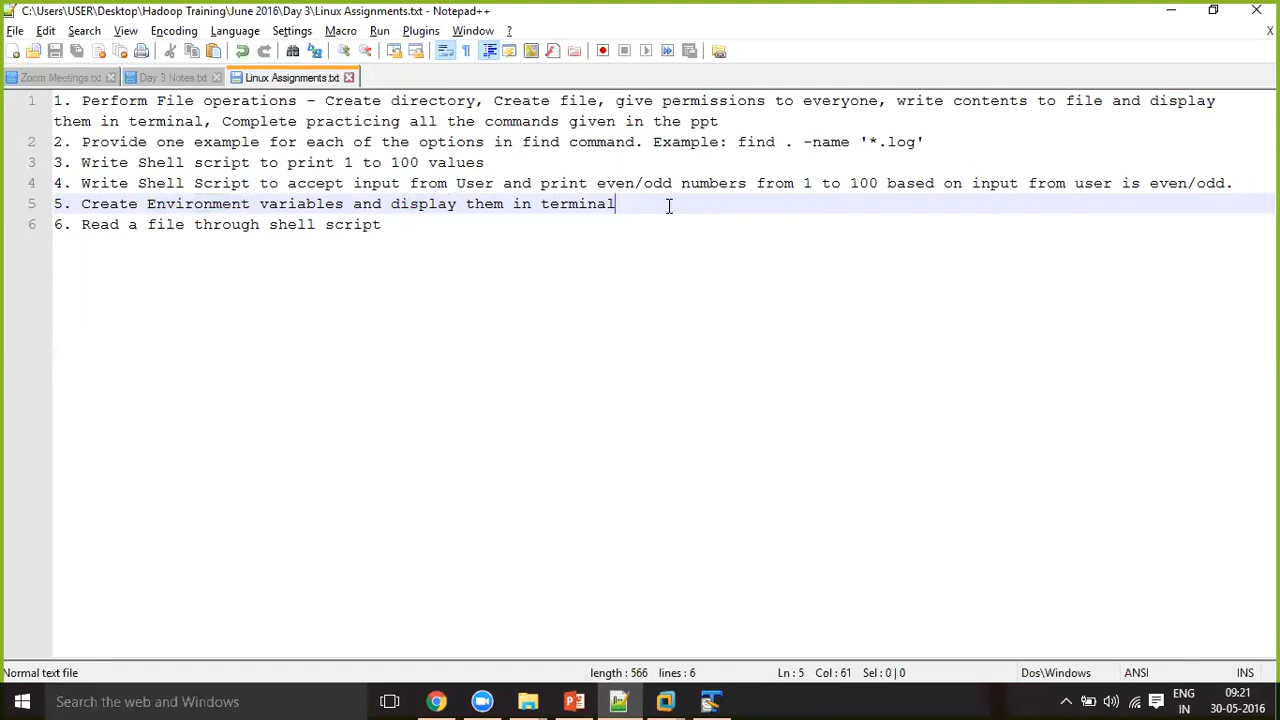 C:\Users\USER\Desktop\Hadoop Training\June 2016\Day 3\Linux Assignments.txt - Notepad++
File Edit Search View Encoding Language Settings Macro Run Plugins Window ? X
Zoom Meetings.txt Day 3 Notes.txt Linux Assignments.txt
1 1. Perform File operations - Create directory, Create file, give permissions to everyone, write contents to file and display
them in terminal, Complete practicing all the commands given in the ppt
2 2. Provide one example for each of the options in find command. Example: find . -name '*.log'
3 3. Write Shell script to print 1 to 100 values
4 4. Write Shell Script to accept input from User and print even/odd numbers from 1 to 100 based on input from user is even/odd.
5 5. Create Environment variables and display them in terminal
6 6. Read a file through shell script
Normal text file length : 566 lines : 6 Ln : 5 Col : 61 Sel : 0 | 0 Dos\Windows ANSI INS
Search the web and Windows
ENG 09:21
IN 30-05-2016